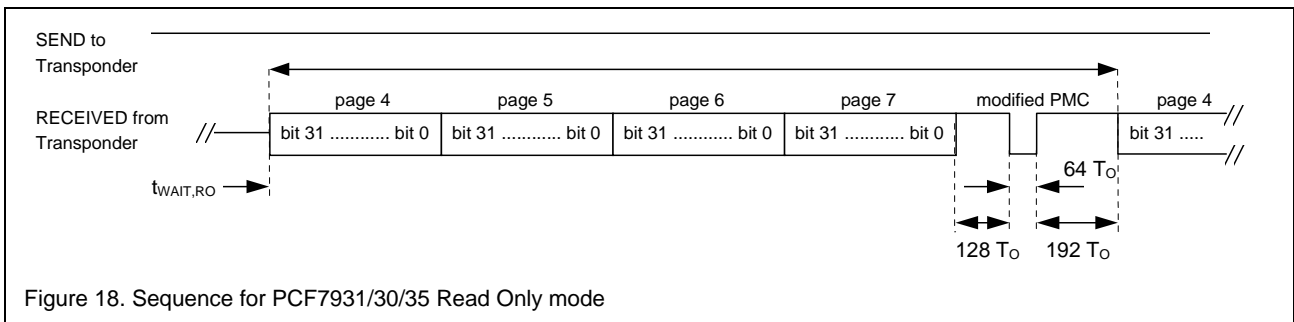 SEND to
Transponder
page 4 page 5 page 6 page 7 modified PMC page 4
RECEIVED from
Transponder
bit 31 ............ bit 0 bit 31 ............ bit 0 bit 31 ............ bit 0 bit 31 ........... bit 0 bit 31 .....
64 TO
tWAIT,RO
128 TO 192 TO
Figure 18. Sequence for PCF7931/30/35 Read Only mode